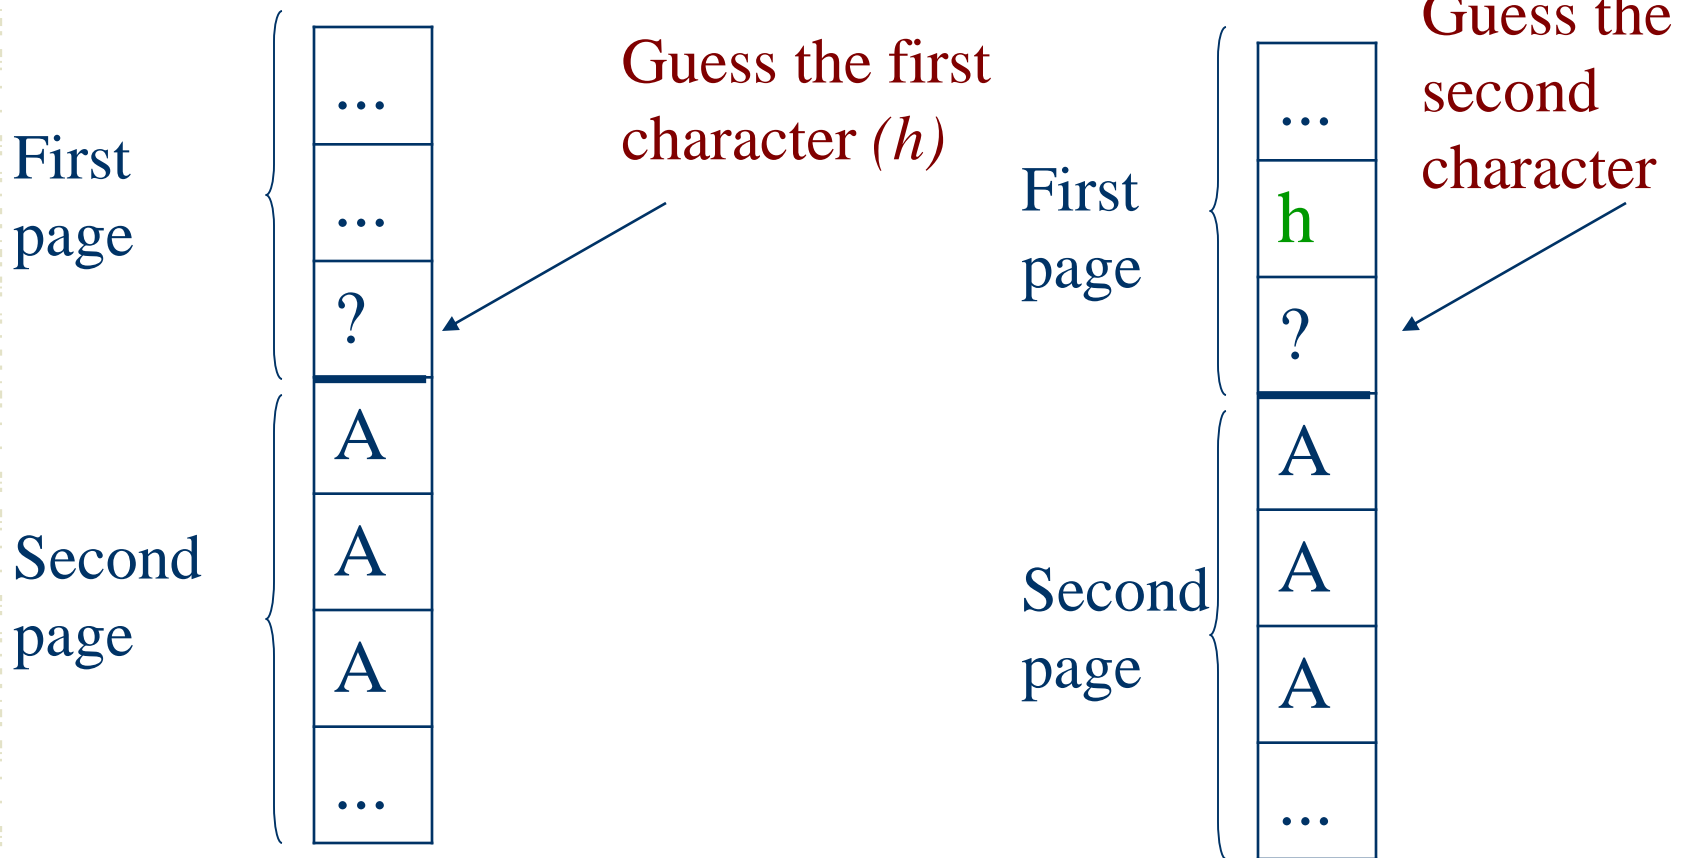 First
page
Second
page
...
...
?
A
A
A
...
Guess the first
character (h)
First
page
Second
page
...
h
?
A
A
A
...
Guess the
second
character